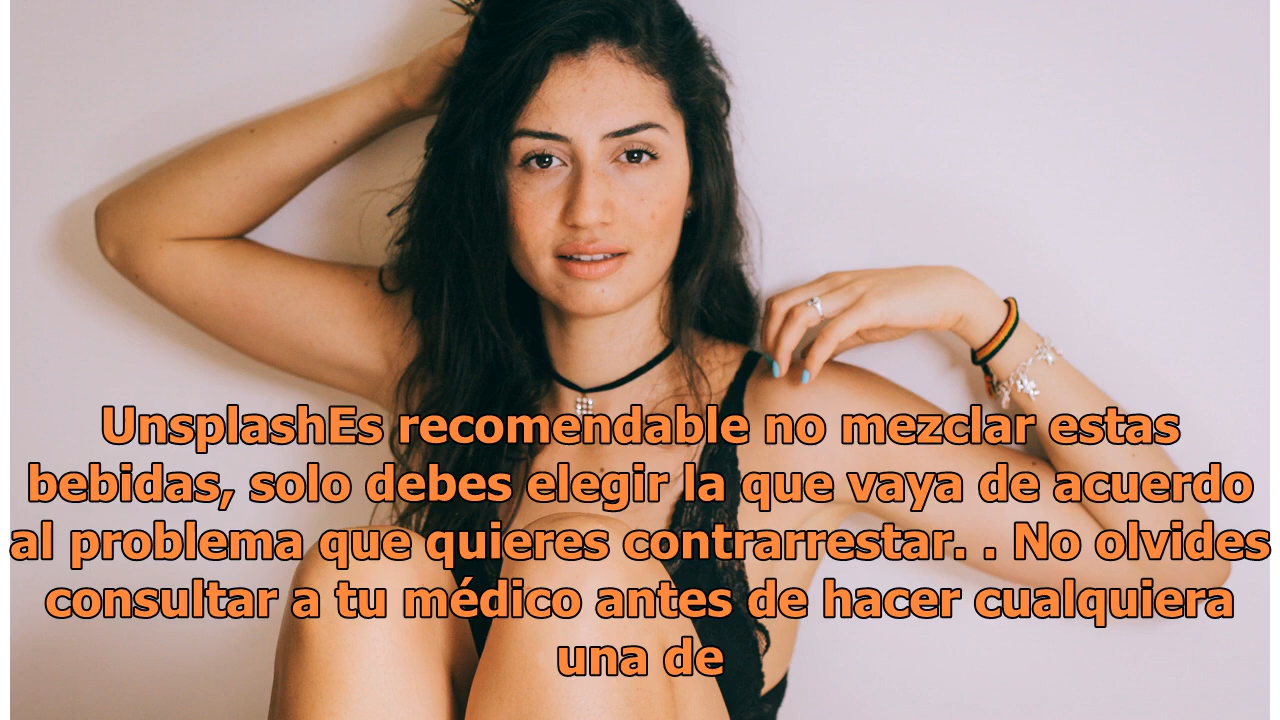 UnsplashEs recomendable no mezclar estas
bebidas, solo debes elegir la que vaya de acuerdo
al problema que quieres contrarrestar. . No olvides
consultar a tu médico antes de hacer cualquiera
una de